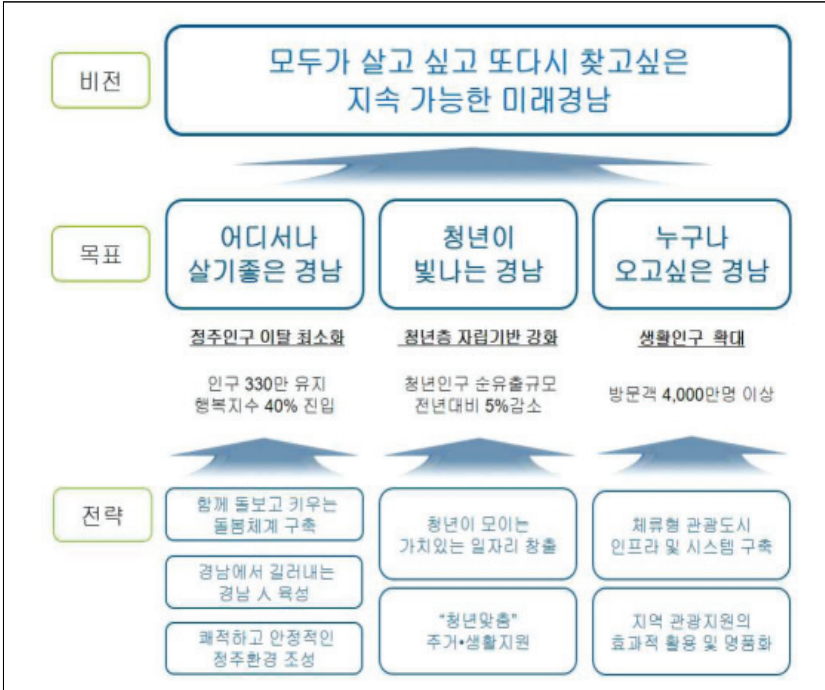 비전
모두가 살고 싶고 또다시 찾고싶은
지속 가능한 미래경남
목표
어디서나
살기좋은 경남
청년이
빛나는 경남
누구나
오고싶은 경남
정주인구 이탈 최소화
인구 330만 유지
행복지수 40% 진입
청년층 자립기반 강화
청년인구 순유출규모
전년대비 5%감소
생활인구 확대
방문객 4,000만명 이상
전략
함께 돌보고 키우는
돌봄체계 구축
경남에서 길러내는
경남 人 육성
쾌적하고 안정적인
정주환경 조성
청년이 모이는
가치있는 일자리 창출
"청년맞춤"
주거•생활지원
체류형 관광도시
인프라 및 시스템 구축
지역 관광지원의
효과적 활용 및 명품화